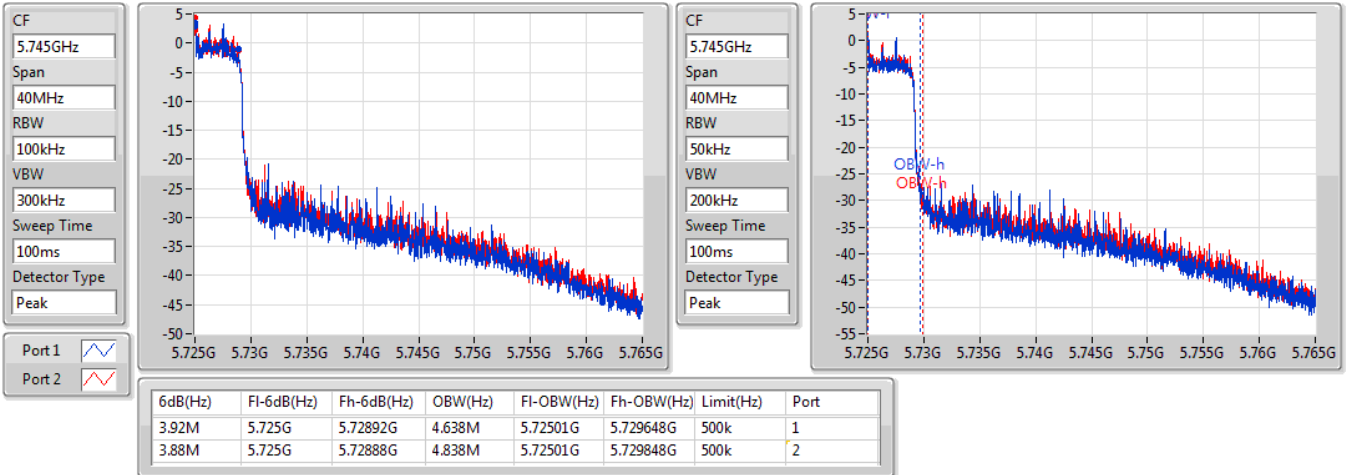 CF
5.745GHz
Span
40MHz
RBW
100kHz
VBW
300kHz
Sweep Time
100ms
Detector Type
Peak
Port 1
Port 2
5
0
-5
-10
-15
-20
-25
-30
-35
-40
-45
-50
5.725G 5.73G 5.735G 5.74G 5.745G 5.75G 5.755G 5.76G 5.765G
CF
5.745GHz
Span
40MHz
RBW
50kHz
VBW
200kHz
Sweep Time
100ms
Detector Type
Peak
5
0
-5
-10
-15
-20
-25
-30
-35
-40
-45
-50
-55
OBW-h
OBW-h
5.725G 5.73G 5.735G 5.74G 5.745G 5.75G 5.755G 5.76G 5.765G
6dB(Hz) Fl-6dB(Hz) Fh-6dB(Hz) OBW(Hz) Fl-OBW(Hz) Fh-OBW(Hz) Limit(Hz) Port
3.92M 5.725G 5.72892G 4.638M 5.72501G 5.729648G 500k 1
3.88M 5.725G 5.72888G 4.838M 5.72501G 5.729848G 500k 2